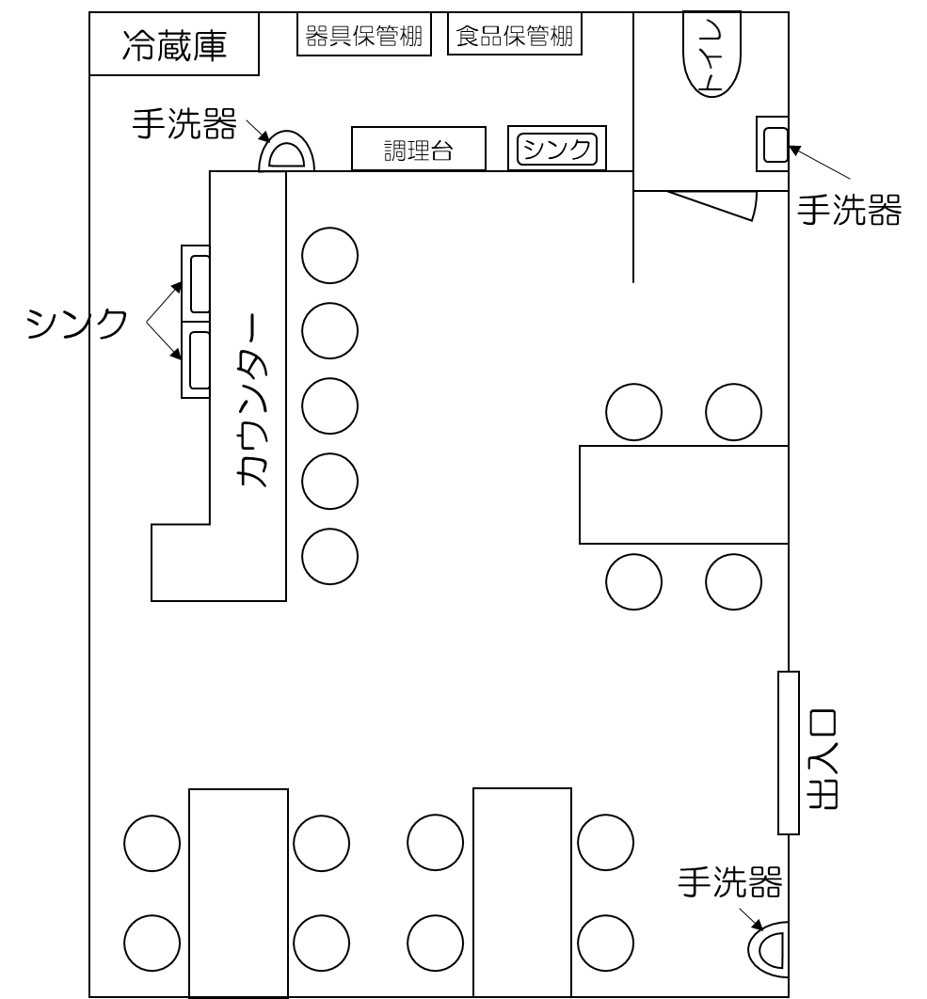 冷蔵庫
器具保管棚
食品保管棚
トイレ
手洗器
調理台
シンク
手洗器
シンク
カウンター
出入口
手洗器